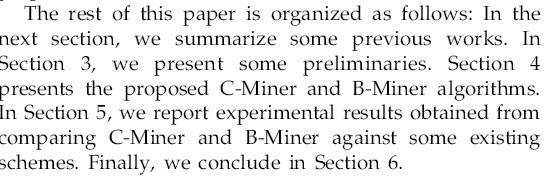 The rest of this paper is organized as follows: In the
next section, we summarize some previous works. In
Section 3, we present some preliminaries. Section 4
presents the proposed C-Miner and B-Miner algorithms.
In Section 5, we report experimental results obtained from
comparing C-Miner and B-Miner against some existing
schemes. Finally, we conclude in Section 6.